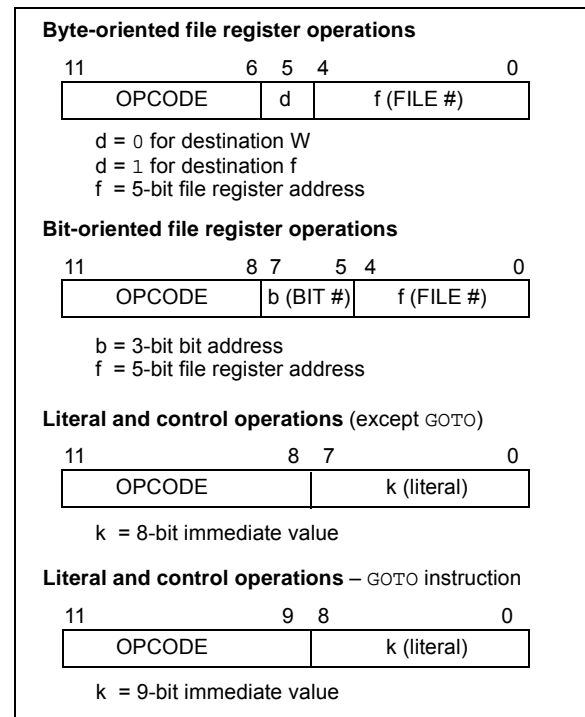 Byte-oriented file register operations
11 6 5 4 0
OPCODE d f (FILE #)
d = 0 for destination W
d = 1 for destination f
f = 5-bit file register address
Bit-oriented file register operations
11 8 7 5 4 0
OPCODE b (BIT #) f (FILE #)
b = 3-bit bit address
f = 5-bit file register address
Literal and control operations (except GOTO)
11 8 7 0
OPCODE k (literal)
k = 8-bit immediate value
Literal and control operations – GOTO instruction
11 9 8 0
OPCODE k (literal)
k = 9-bit immediate value